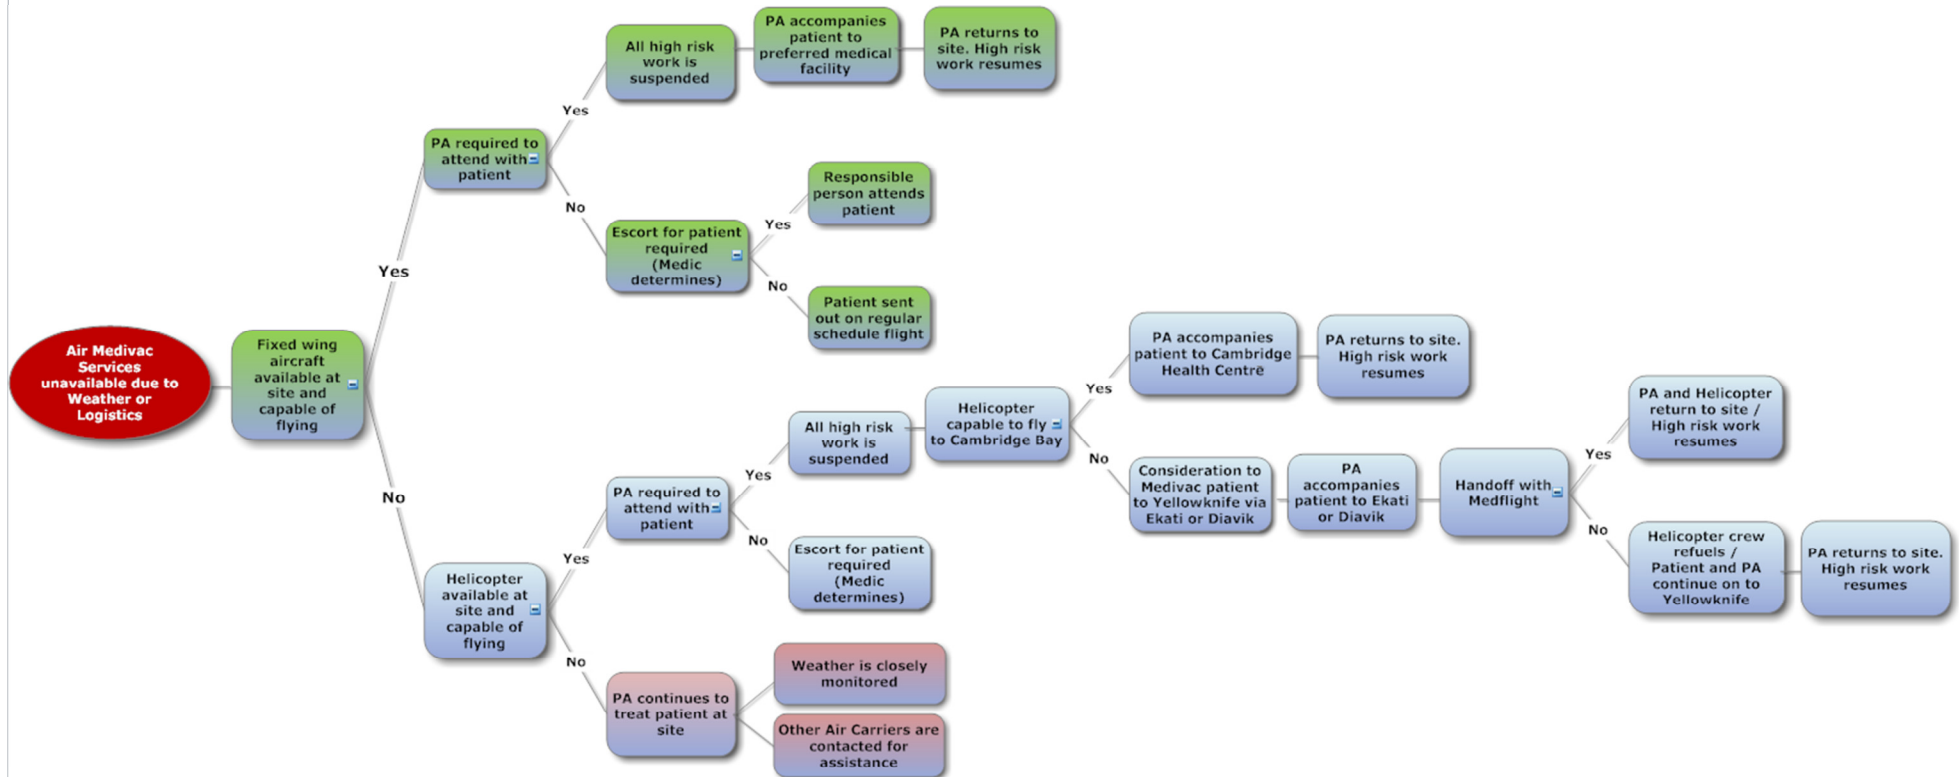 Air Medivac
Services
unavailable due to
Weather or
Logistics
Fixed wing
aircraft
available at
site and
capable of
flying
Yes
PA required to
attend with
patient
Yes
All high risk
work is
suspended
PA accompanies
patient to
preferred medical
facility
PA returns to
site. High risk
work resumes
No
Escort for patient
required
(Medic
determines)
Yes
Responsible
person attends
patient
No
Patient sent
out on regular
schedule flight
No
Helicopter
available at
site and
capable of
flying
Yes
PA required to
attend with
patient
Yes
All high risk
work is
suspended
Helicopter
capable to fly
to Cambridge Bay
Yes
PA accompanies
patient to Cambridge
Health Centrē
PA returns to site.
High risk work
resumes
No
Consideration to
Medivac patient
to Yellowknife via
Ekati or Diavik
PA
accompanies
patient to Ekati
or Diavik
Handoff with
Medflight
Yes
PA and Helicopter
return to site /
High risk work
resumes
No
Helicopter crew
refuels /
Patient and PA
continue on to
Yellowknife
PA returns to site.
High risk work
resumes
No
Escort for patient
required
(Medic
determines)
No
PA continues to
treat patient at
site
Weather is closely
monitored
Other Air Carriers are
contacted for
assistance